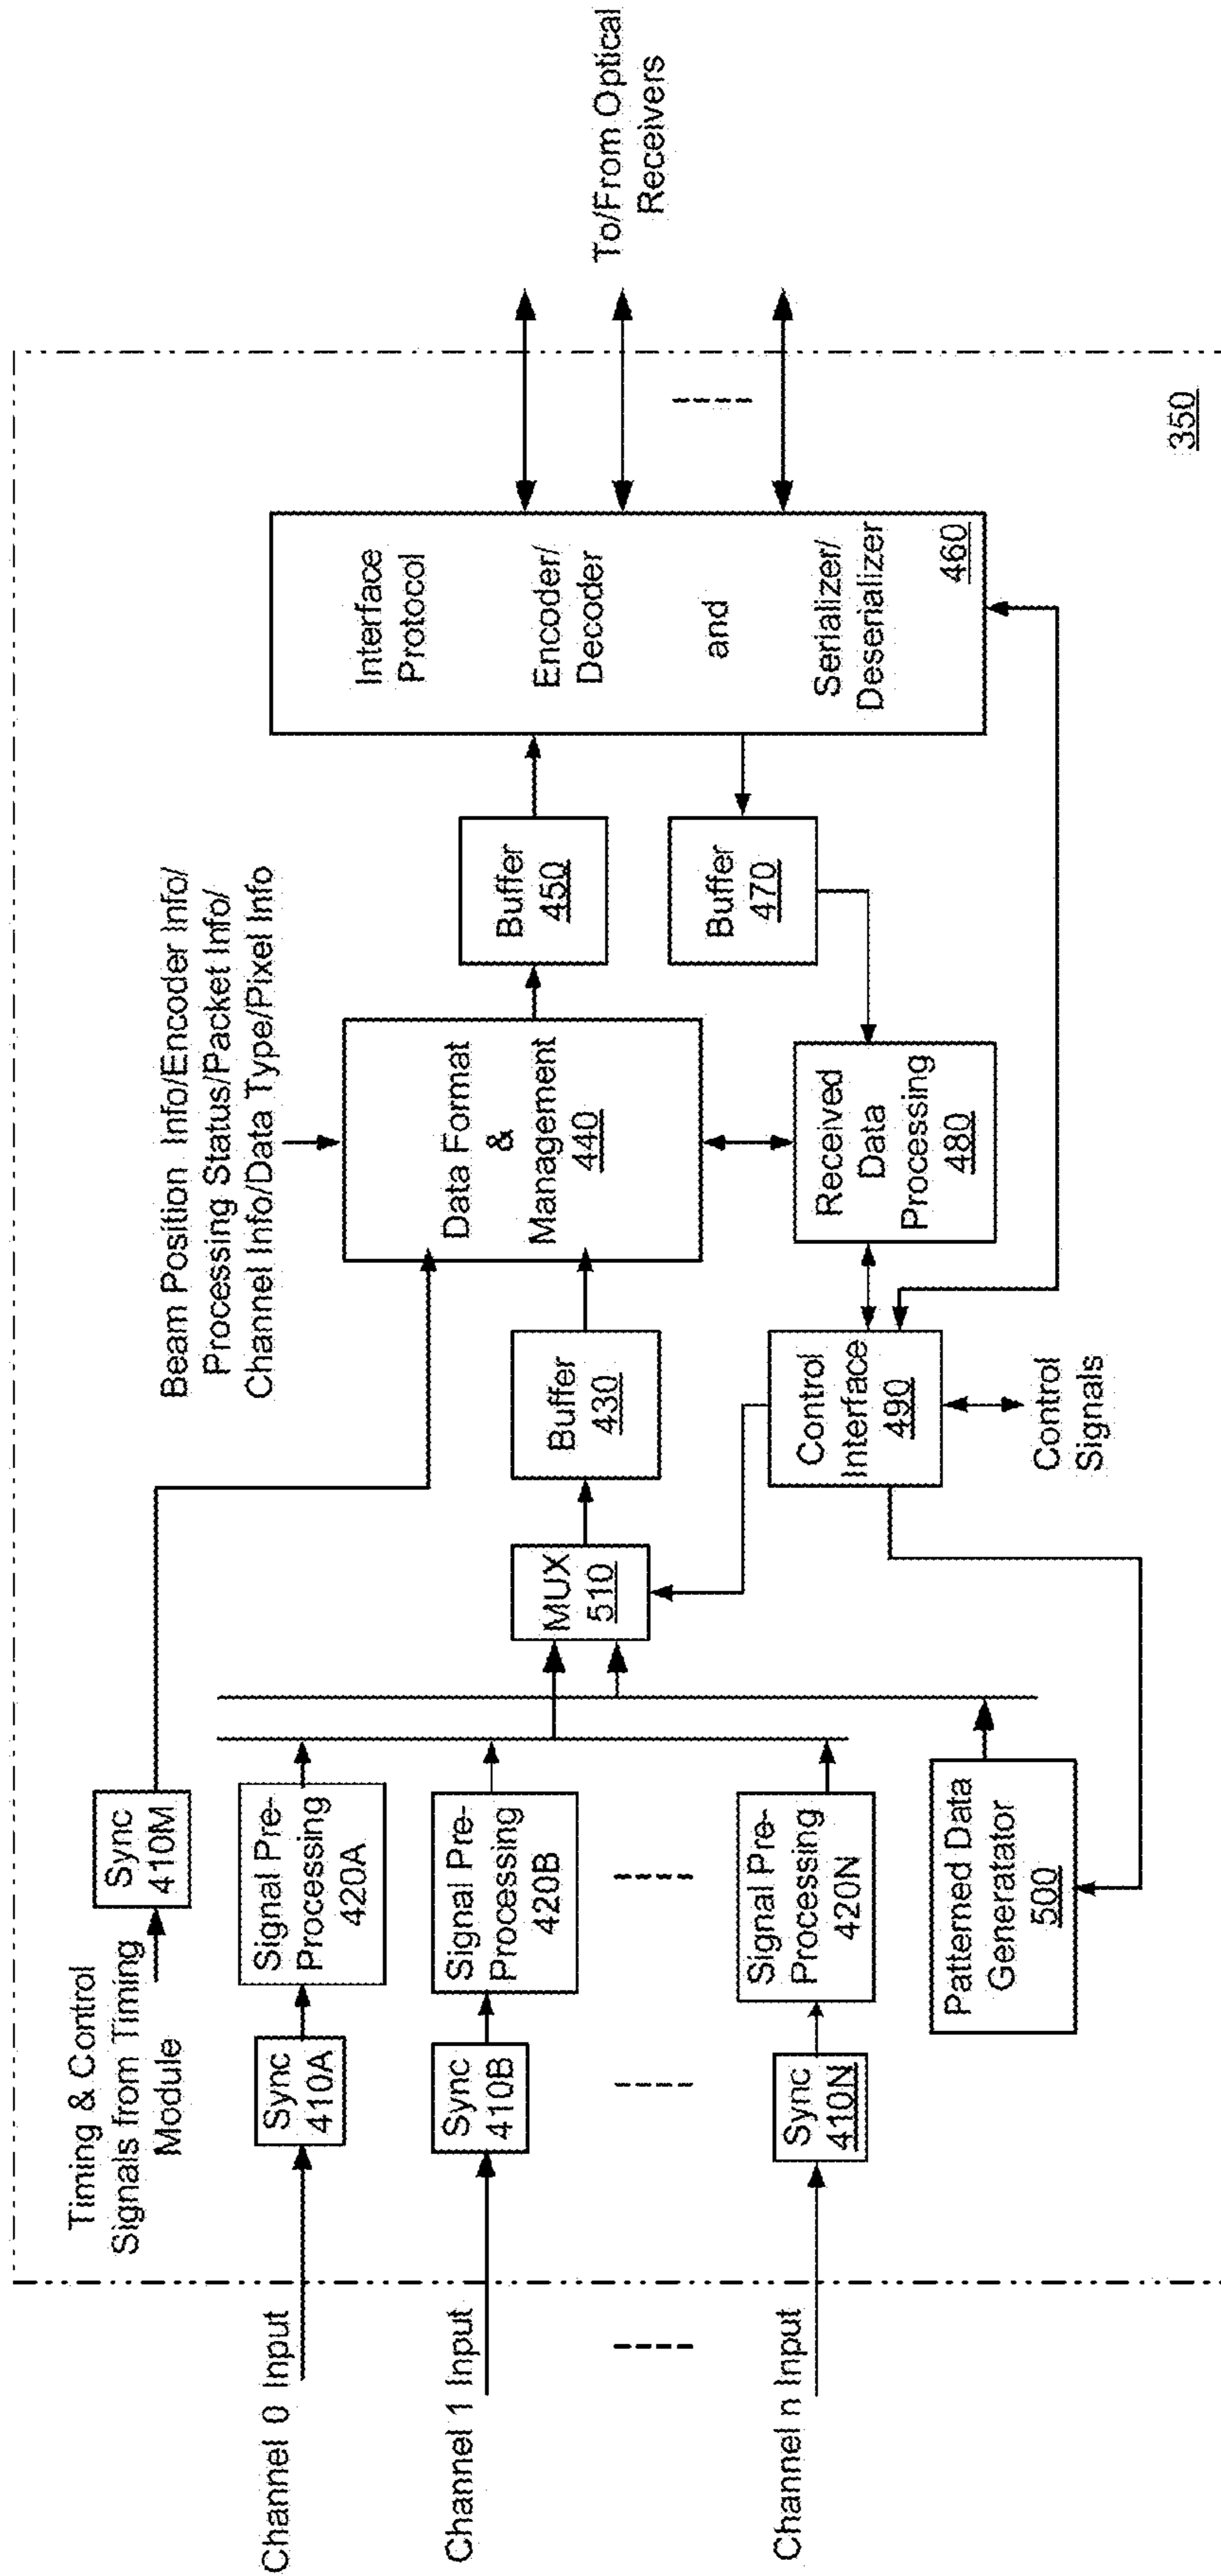 Channel 0 Input
Channel 1 Input
Channel n Input
Timing & Control
Signals from Timing
Module
Sync
410M
Sync
410A
Signal Pre-
Processing
420A
Sync
410B
Signal Pre-
Processing
420B
Sync
410N
Signal Pre-
Processing
420N
Patterned Data
Generatator
500
MUX
510
Buffer
430
Control
Interface
490
Control
Signals
Beam Position Info/Encoder Info/
Processing Status/Packet Info/
Channel Info/Data Type/Pixel Info
Data Format
&
Management
440
Received
Data
Processing
480
Buffer
450
Buffer
470
Interface
Protocol
Encoder/
Decoder
and
Serializer/
Deserializer
460
To/From Optical
Receivers
350